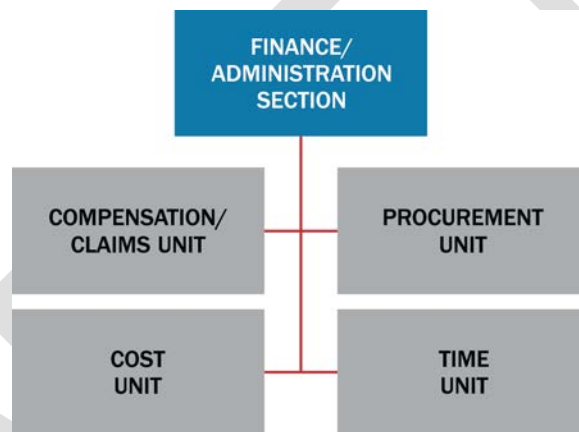 FINANCE/
ADMINISTRATION
SECTION
COMPENSATION/
CLAIMS UNIT
PROCUREMENT
UNIT
COST
UNIT
TIME
UNIT